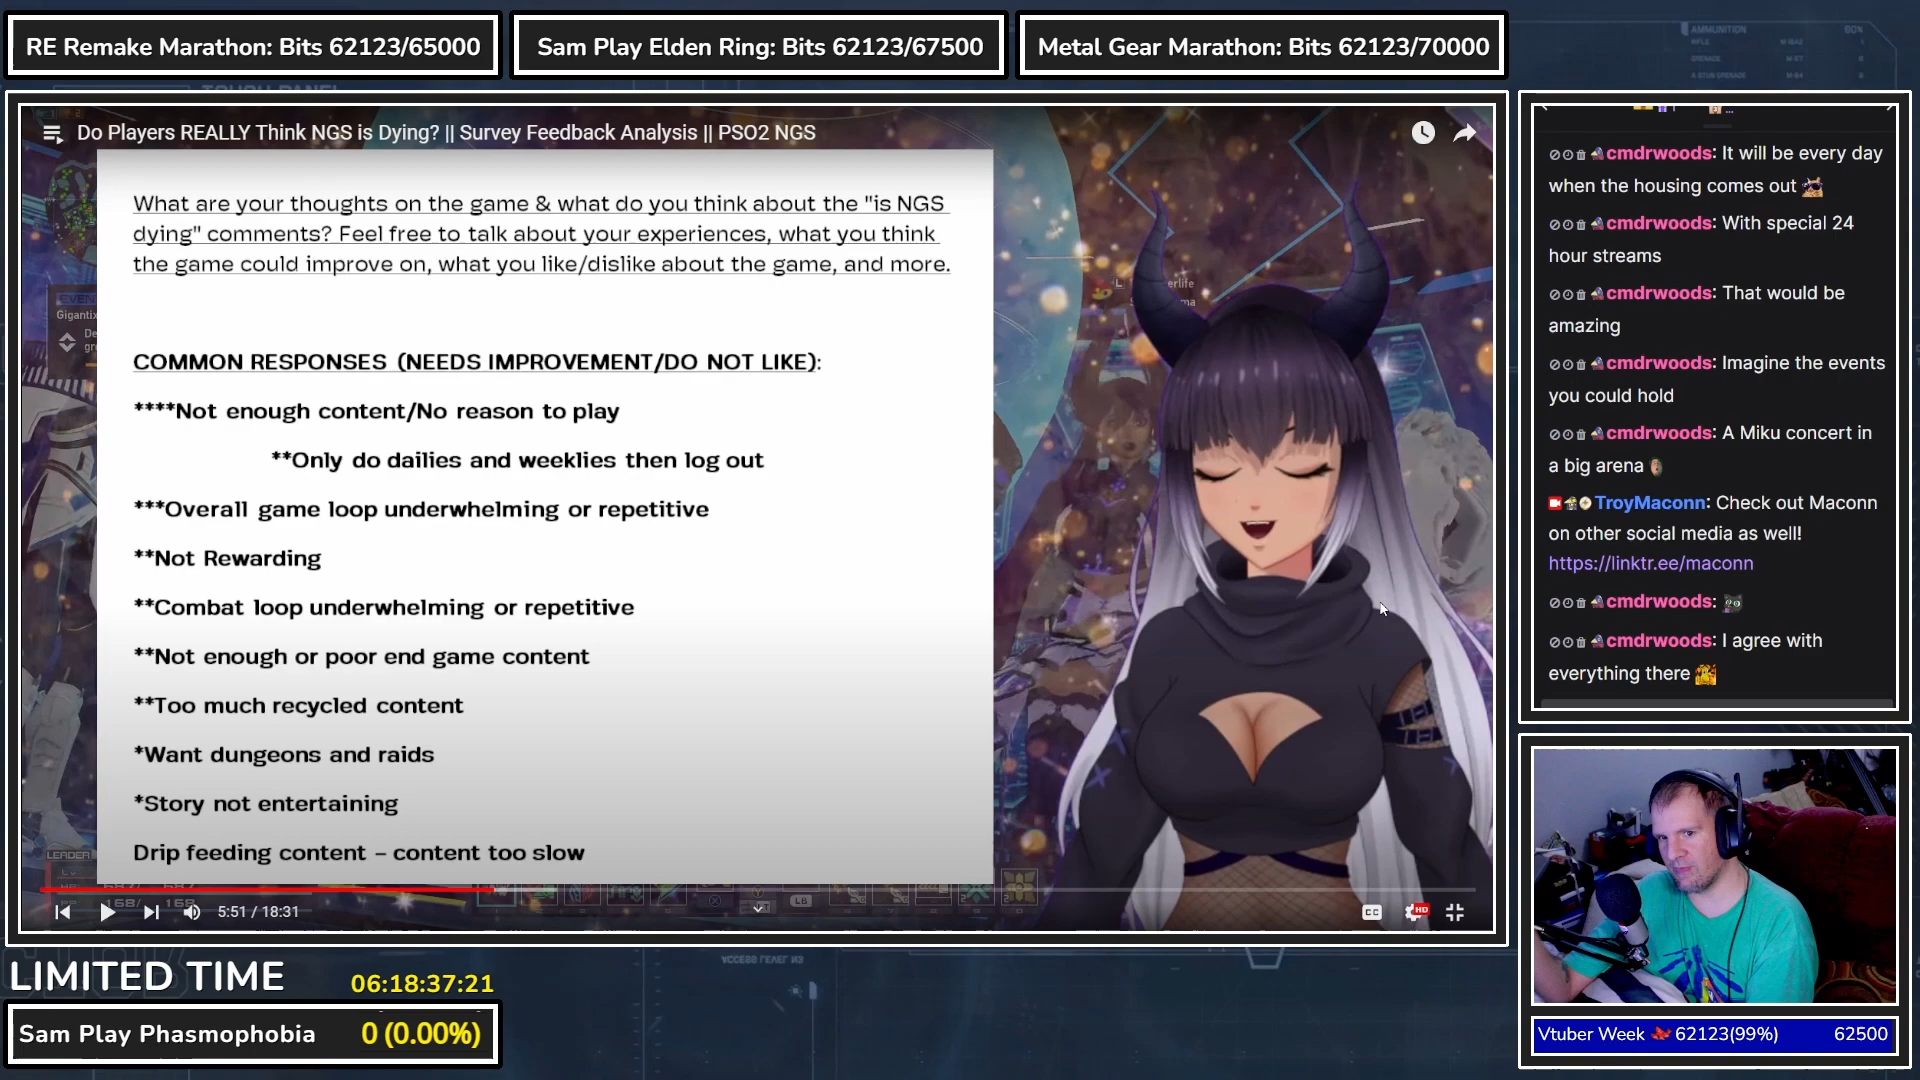 RE Remake Marathon: Bits 62123/65000
Sam Play Elden Ring: Bits 62123/67500
Metal Gear Marathon: Bits 62123/70000
Do Players REALLY Think NGS is Dying? || Survey Feedback Analysis || PSO2 NGS
What are your thoughts on the game & what do you think about the "is NGS
dying" comments? Feel free to talk about your experiences, what you think
the game could improve on, what you like/dislike about the game, and more.
COMMON RESPONSES (NEEDS IMPROVEMENT/DO NOT LIKE):
****Not enough content/No reason to play
**Only do dailies and weeklies then log out
***Overall game loop underwhelming or repetitive
**Not Rewarding
**Combat loop underwhelming or repetitive
**Not enough or poor end game content
**Too much recycled content
*Want dungeons and raids
*Story not entertaining
Drip feeding content – content too slow
LEADER
5:51 / 18:31
LB
CC
HD
cmdrwoods: It will be every day
when the housing comes out
cmdrwoods: With special 24
hour streams
cmdrwoods: That would be
amazing
cmdrwoods: Imagine the events
you could hold
cmdrwoods: A Miku concert in
a big arena
TroyMaconn: Check out Maconn
on other social media as well!
https://linktr.ee/maconn
cmdrwoods:
cmdrwoods: I agree with
everything there
LIMITED TIME
06:18:37:21
Sam Play Phasmophobia 0 (0.00%)
Vtuber Week 62123(99%) 62500
AMMUNITION